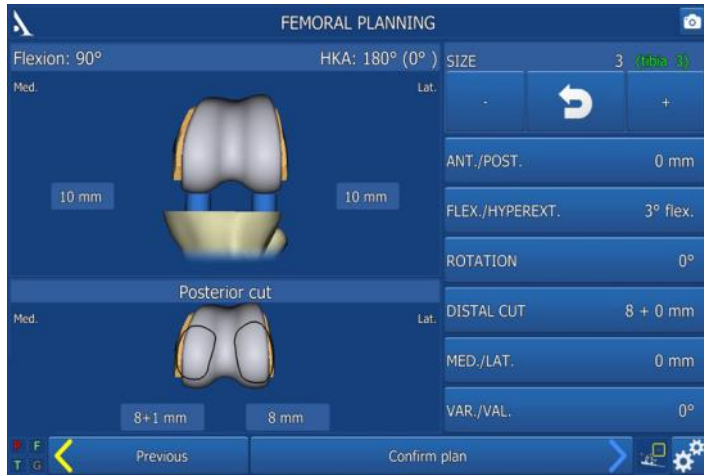 FEMORAL PLANNING
Flexion: 90° HKA: 180° (0° )
Med. Lat.
10 mm 10 mm
Posterior cut
Med. Lat.
8+1 mm 8 mm
SIZE 3 (tibia 3)
- +
ANT./POST. 0 mm
FLEX./HYPEREXT. 3° flex.
ROTATION 0°
DISTAL CUT 8 + 0 mm
MED./LAT. 0 mm
VAR./VAL. 0°
P F
T G
Previous Confirm plan